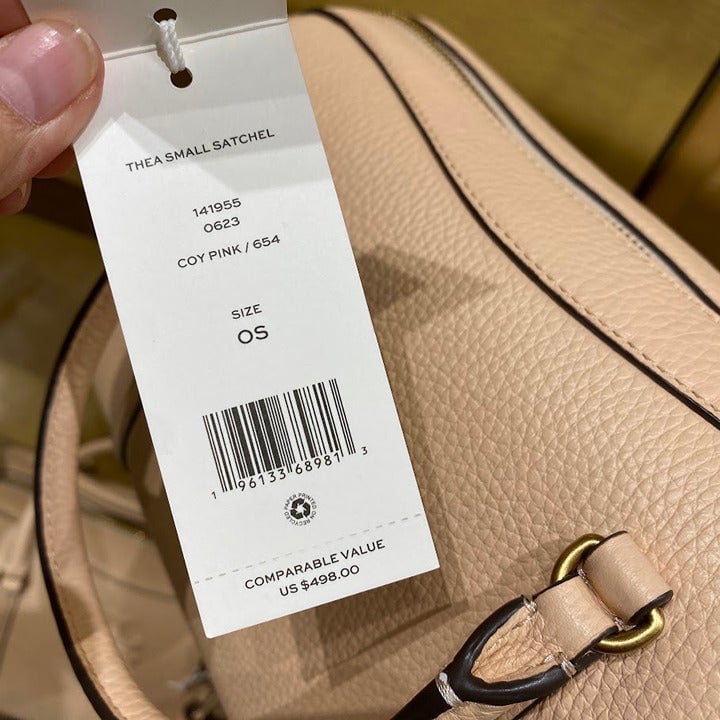 THEA SMALL SATCHEL
141955
0623
COY PINK / 654
SIZE
OS
1 96133 68981 3
PAPER PRINTED ON RECYCLED
COMPARABLE VALUE
US $498.00